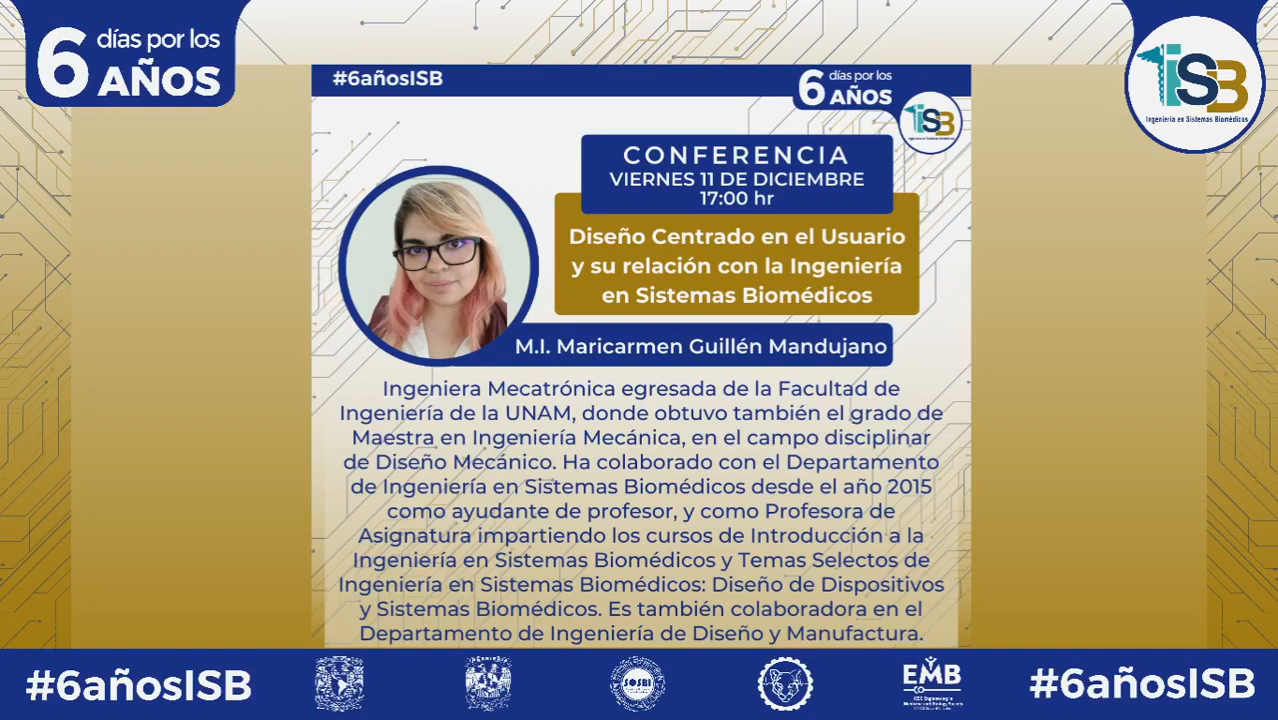 6 días por los
AÑOS
iSB
Ingeniería en Sistemas Biomédicos
#6añosISB
6 días por los
AÑOS
iSB
CONFERENCIA
VIERNES 11 DE DICIEMBRE
17:00 hr
Diseño Centrado en el Usuario
y su relación con la Ingeniería
en Sistemas Biomédicos
M.I. Maricarmen Guillén Mandujano
Ingeniera Mecatrónica egresada de la Facultad de
Ingeniería de la UNAM, donde obtuvo también el grado de
Maestra en Ingeniería Mecánica, en el campo disciplinar
de Diseño Mecánico. Ha colaborado con el Departamento
de Ingeniería en Sistemas Biomédicos desde el año 2015
como ayudante de profesor, y como Profesora de
Asignatura impartiendo los cursos de Introducción a la
Ingeniería en Sistemas Biomédicos y Temas Selectos de
Ingeniería en Sistemas Biomédicos: Diseño de Dispositivos
y Sistemas Biomédicos. Es también colaboradora en el
Departamento de Ingeniería de Diseño y Manufactura.
#6añosISB
SOSBI
EMB
#6añosISB